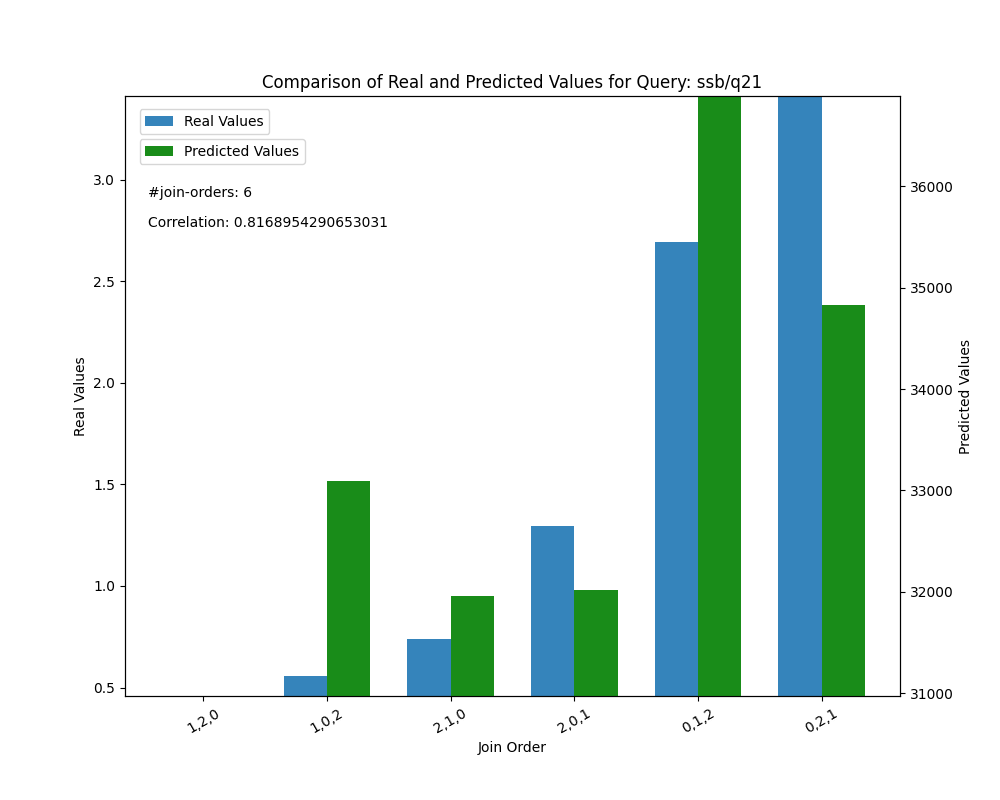 Comparison of Real and Predicted Values for Query: ssb/q21
Real Values
Predicted Values
#join-orders: 6
Correlation: 0.8168954290653031
3.0
2.5
2.0
1.5
1.0
0.5
Real Values
36000
35000
34000
33000
32000
31000
Predicted Values
1,2,0
1,0,2
2,1,0
2,0,1
0,1,2
0,2,1
Join Order